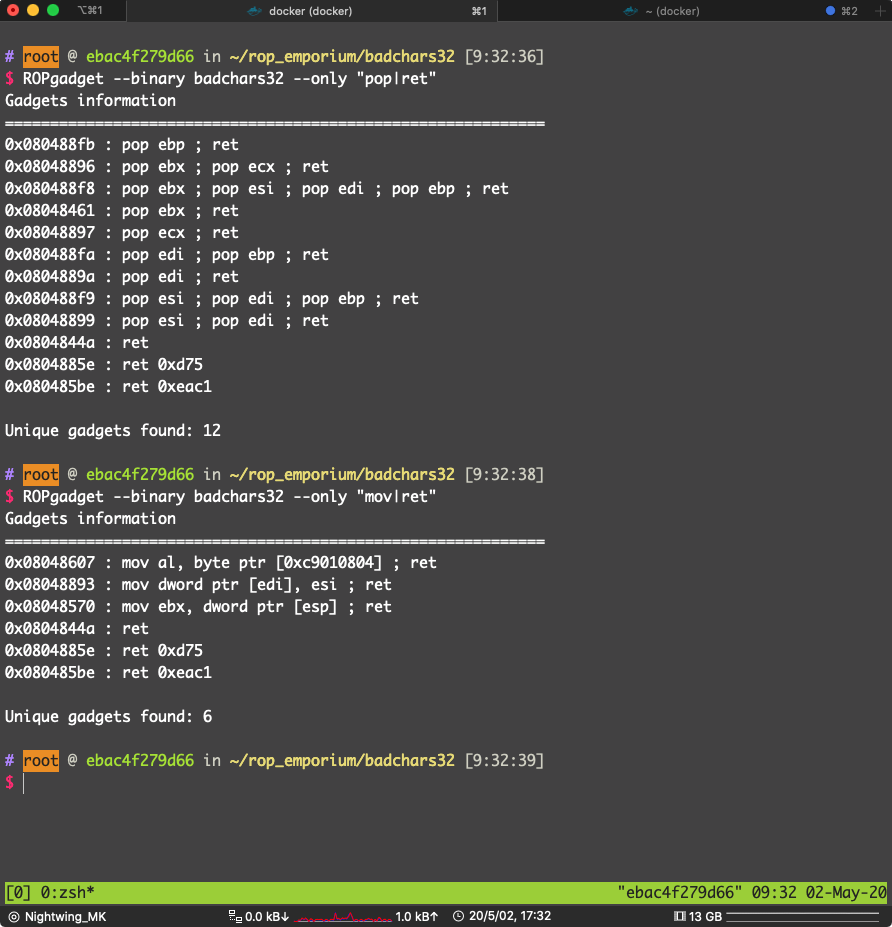 ⌥⌘1 docker (docker) ⌘1 ~ (docker) ⌘2
# root @ ebac4f279d66 in ~/rop_emporium/badchars32 [9:32:36]
$ ROPgadget --binary badchars32 --only "pop|ret"
Gadgets information
============================================================
0x080488fb : pop ebp ; ret
0x08048896 : pop ebx ; pop ecx ; ret
0x080488f8 : pop ebx ; pop esi ; pop edi ; pop ebp ; ret
0x08048461 : pop ebx ; ret
0x08048897 : pop ecx ; ret
0x080488fa : pop edi ; pop ebp ; ret
0x0804889a : pop edi ; ret
0x080488f9 : pop esi ; pop edi ; pop ebp ; ret
0x08048899 : pop esi ; pop edi ; ret
0x0804844a : ret
0x0804885e : ret 0xd75
0x080485be : ret 0xeac1
Unique gadgets found: 12
# root @ ebac4f279d66 in ~/rop_emporium/badchars32 [9:32:38]
$ ROPgadget --binary badchars32 --only "mov|ret"
Gadgets information
============================================================
0x08048607 : mov al, byte ptr [0xc9010804] ; ret
0x08048893 : mov dword ptr [edi], esi ; ret
0x08048570 : mov ebx, dword ptr [esp] ; ret
0x0804844a : ret
0x0804885e : ret 0xd75
0x080485be : ret 0xeac1
Unique gadgets found: 6
# root @ ebac4f279d66 in ~/rop_emporium/badchars32 [9:32:39]
$
[0] 0:zsh* "ebac4f279d66" 09:32 02-May-20
Nightwing_MK 0.0 kB↓ 1.0 kB↑ 20/5/02, 17:32 13 GB